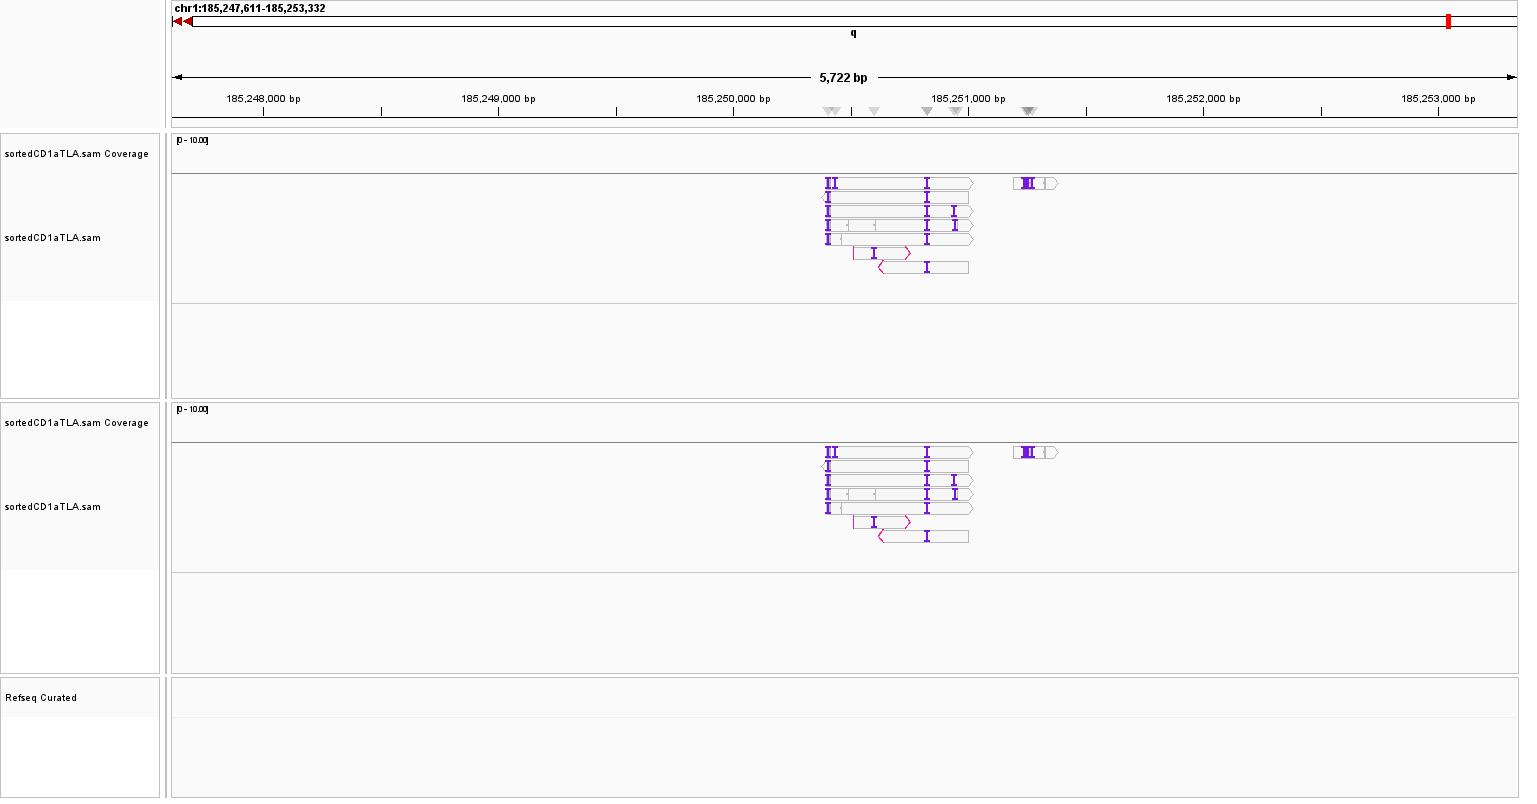 chr1:185,247,611-185,253,332
q
5,722 bp
185,248,000 bp 185,249,000 bp 185,250,000 bp 185,251,000 bp 185,252,000 bp 185,253,000 bp
[0 - 10.00]
sortedCD1aTLA.sam Coverage
sortedCD1aTLA.sam
[0 - 10.00]
sortedCD1aTLA.sam Coverage
sortedCD1aTLA.sam
Refseq Curated